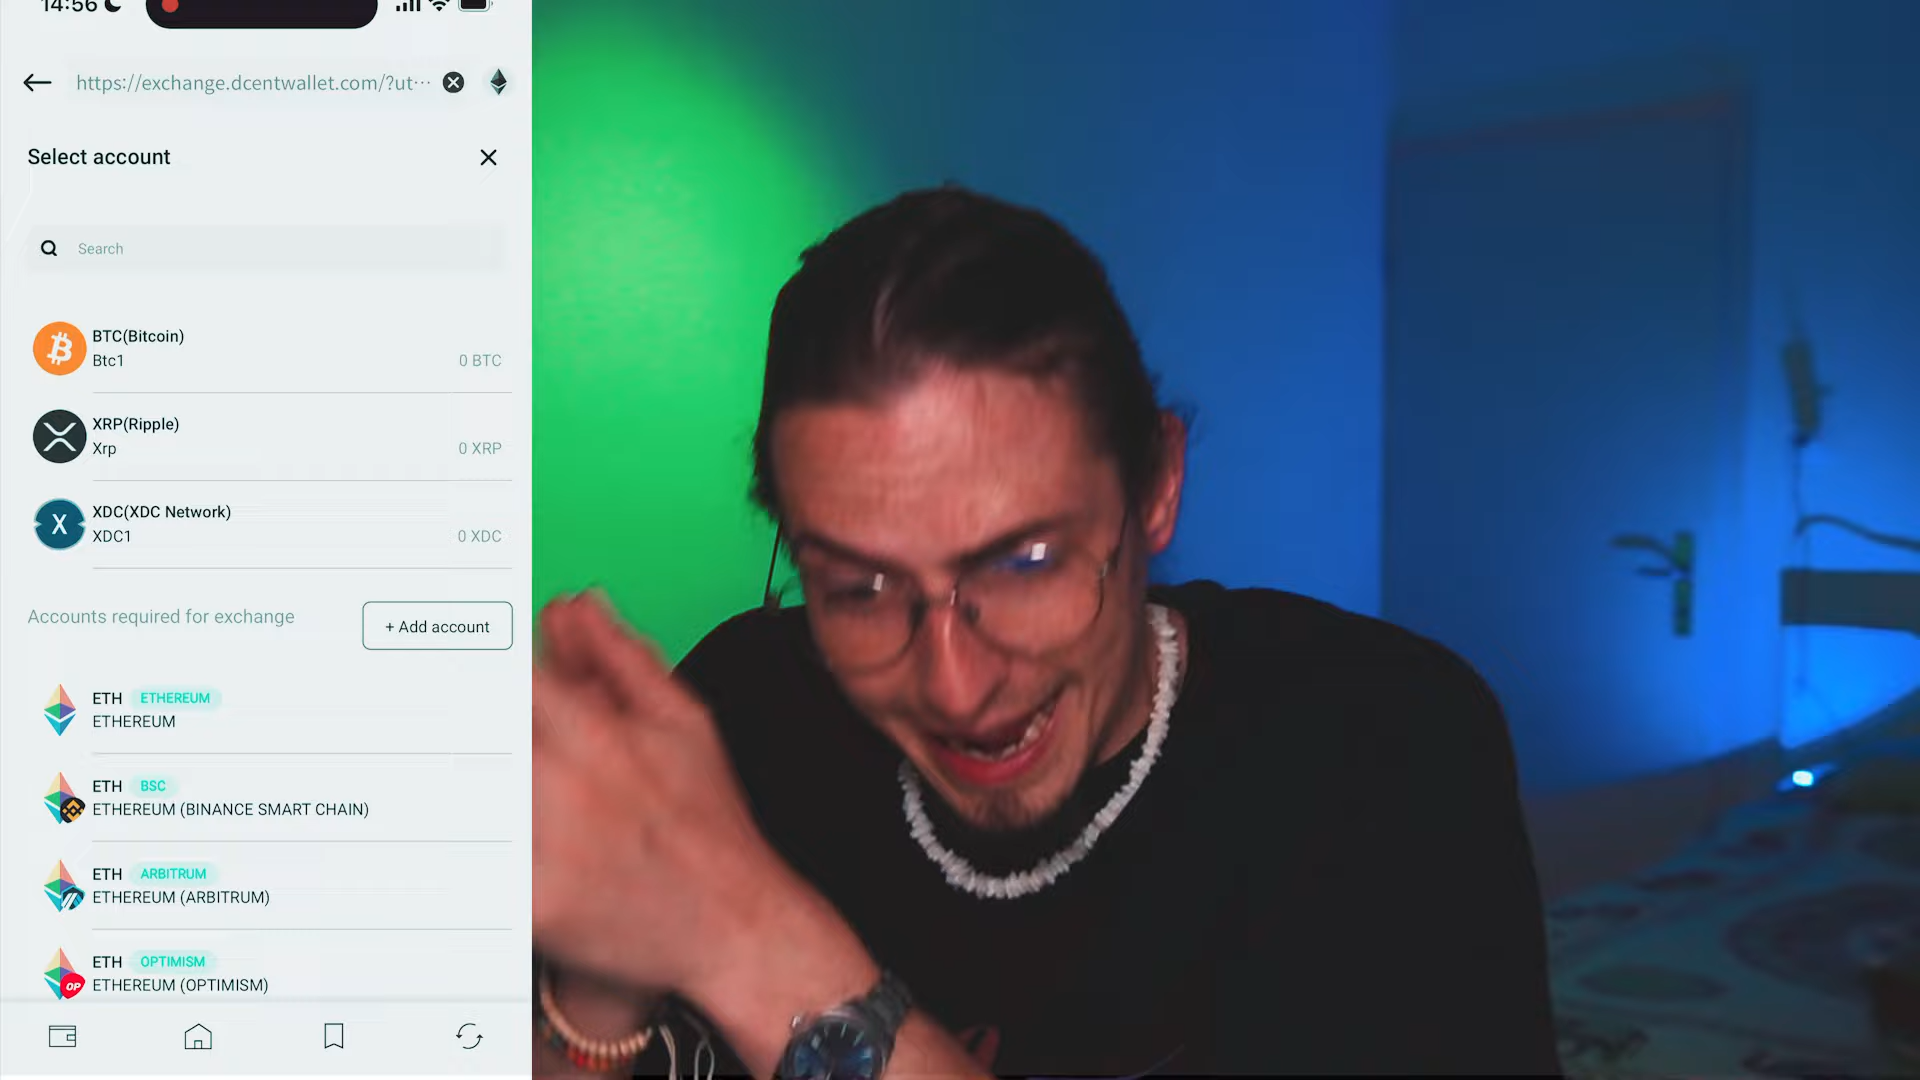 14:56
https://exchange.dcentwallet.com/?ut...
Select account
Search
BTC(Bitcoin)
Btc1
0 BTC
XRP(Ripple)
Xrp
0 XRP
XDC(XDC Network)
XDC1
0 XDC
Accounts required for exchange
+ Add account
ETH ETHEREUM
ETHEREUM
ETH BSC
ETHEREUM (BINANCE SMART CHAIN)
ETH ARBITRUM
ETHEREUM (ARBITRUM)
ETH OPTIMISM
OP
ETHEREUM (OPTIMISM)